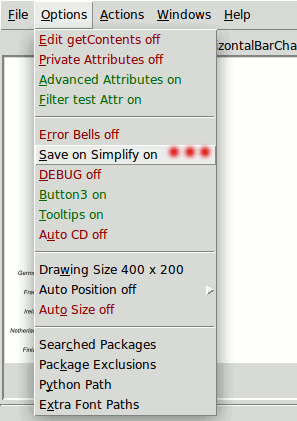 File Options Actions Windows Help
Edit getContents off
zontalBarCha
Private Attributes off
Advanced Attributes on
Filter test Attr on
Error Bells off
Save on Simplify on
DEBUG off
Button3 on
Tooltips on
Auto CD off
Drawing Size 400 x 200
Germ
Auto Position off
Fra
Auto Size off
Irel
Netherla
Searched Packages
Finl
Package Exclusions
Python Path
Extra Font Paths